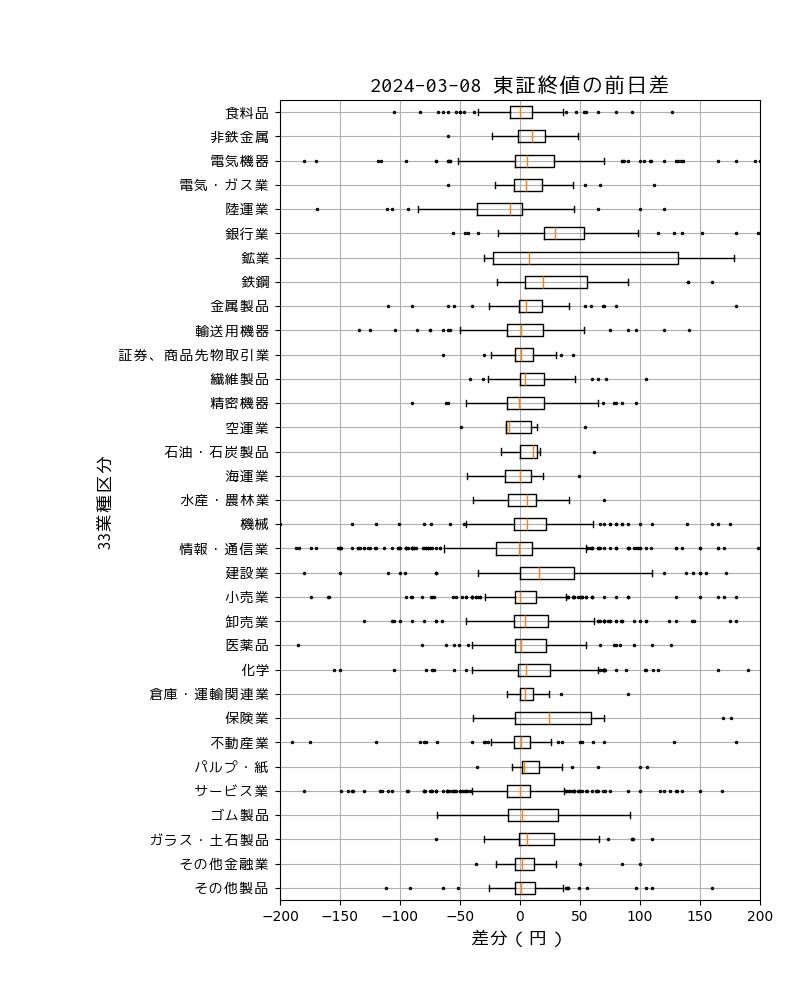 2024-03-08 東証終値の前日差
食料品
非鉄金属
電気機器
電気・ガス業
陸運業
銀行業
鉱業
鉄鋼
金属製品
輸送用機器
証券、商品先物取引業
繊維製品
精密機器
空運業
石油・石炭製品
海運業
水産・農林業
機械
情報・通信業
建設業
小売業
卸売業
医薬品
化学
倉庫・運輸関連業
保険業
不動産業
パルプ・紙
サービス業
ゴム製品
ガラス・土石製品
その他金融業
その他製品
33業種区分
−200 −150 −100 −50 0 50 100 150 200
差分（円）